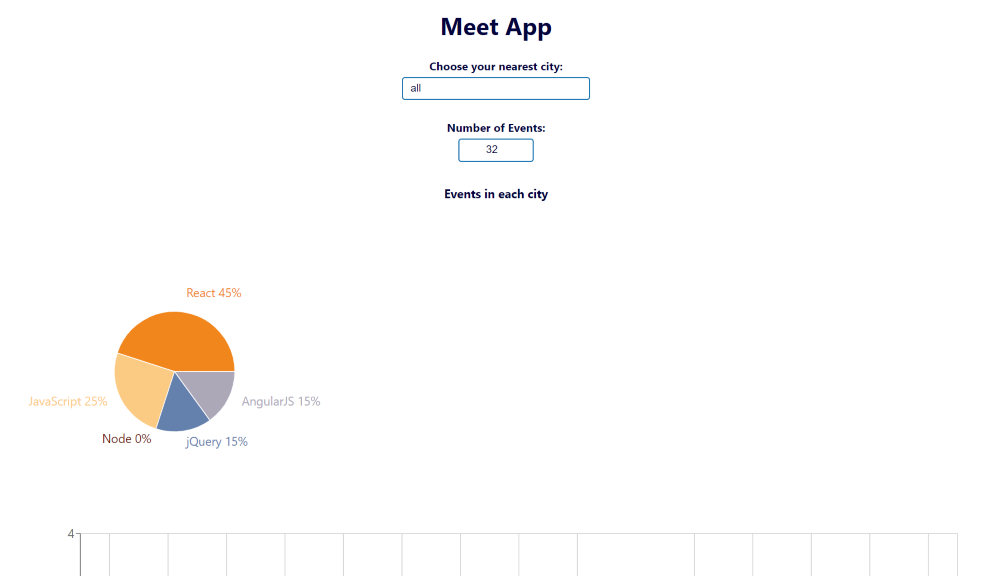 Meet App
Choose your nearest city:
all
Number of Events:
32
Events in each city
React 45%
JavaScript 25%
AngularJS 15%
Node 0%
jQuery 15%
4